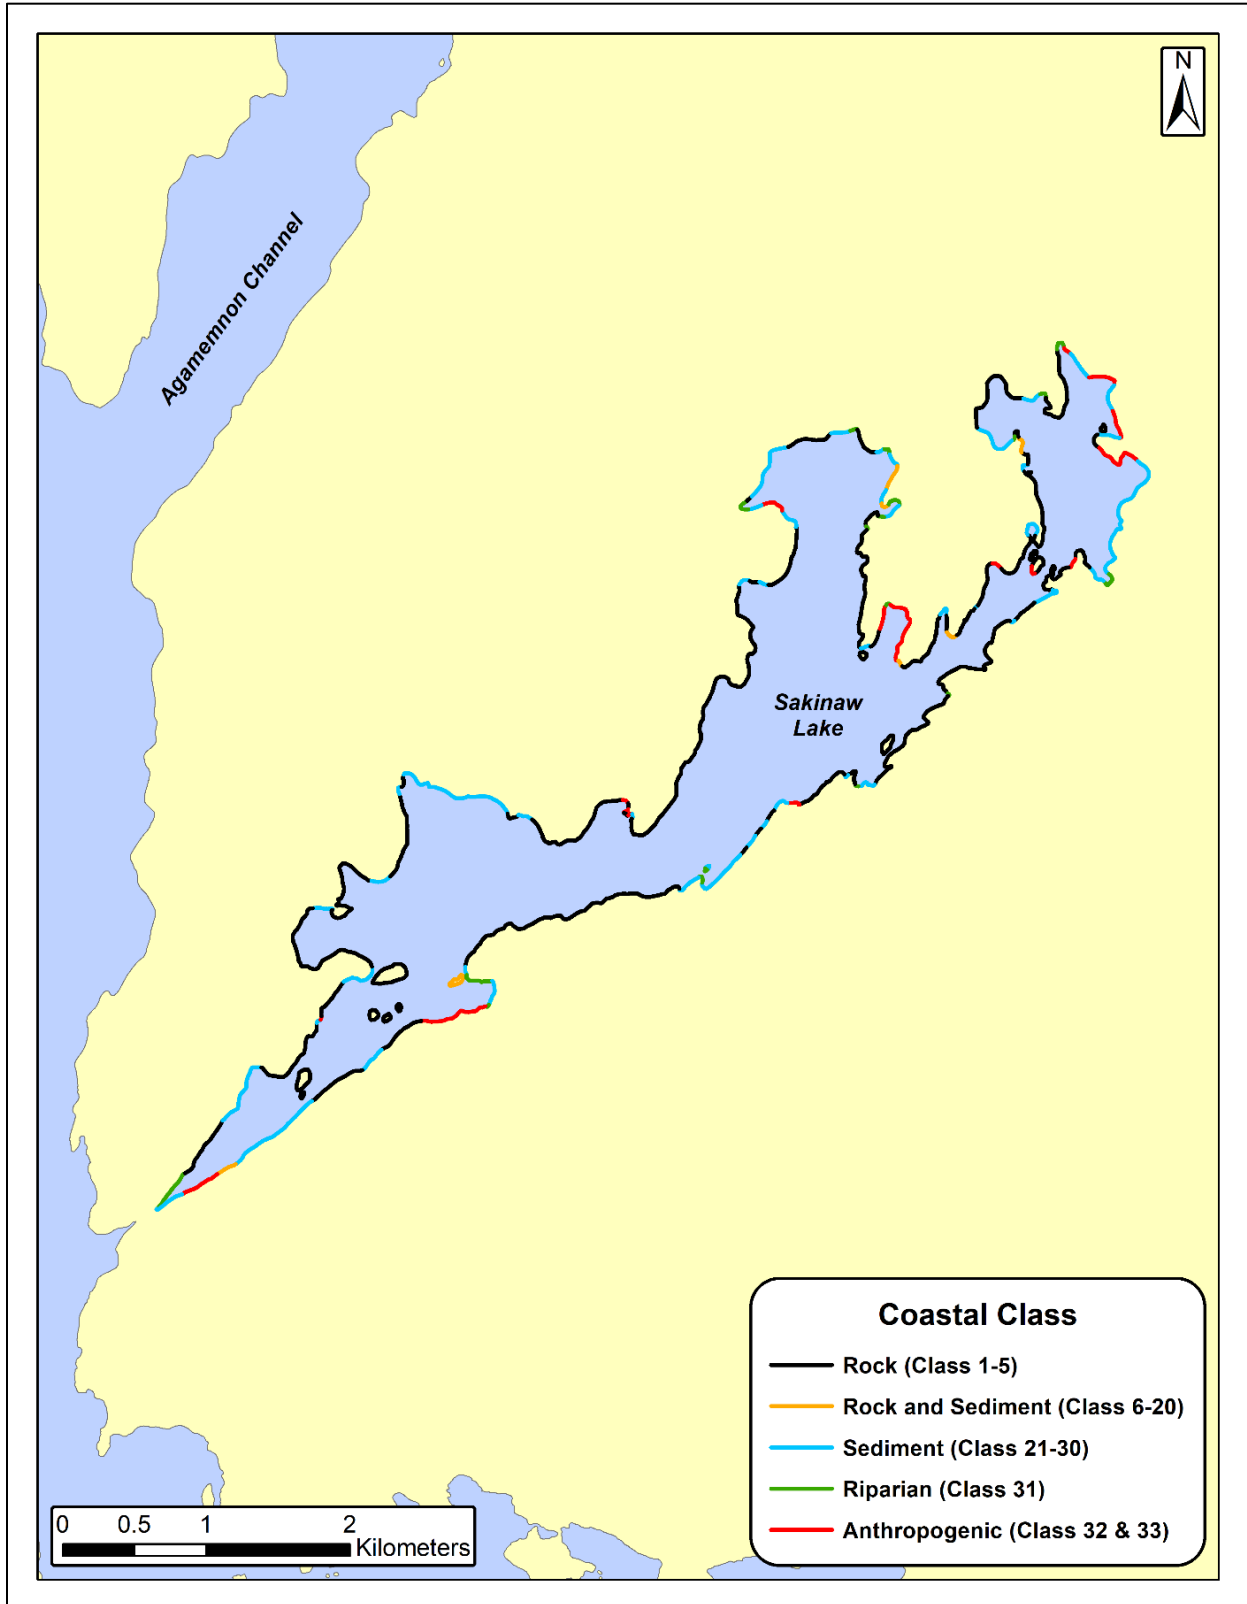 N
Agamemnon Channel
Sakinaw
Lake
Coastal Class
Rock (Class 1-5)
Rock and Sediment (Class 6-20)
Sediment (Class 21-30)
Riparian (Class 31)
Anthropogenic (Class 32 & 33)
0 0.5 1 2
Kilometers